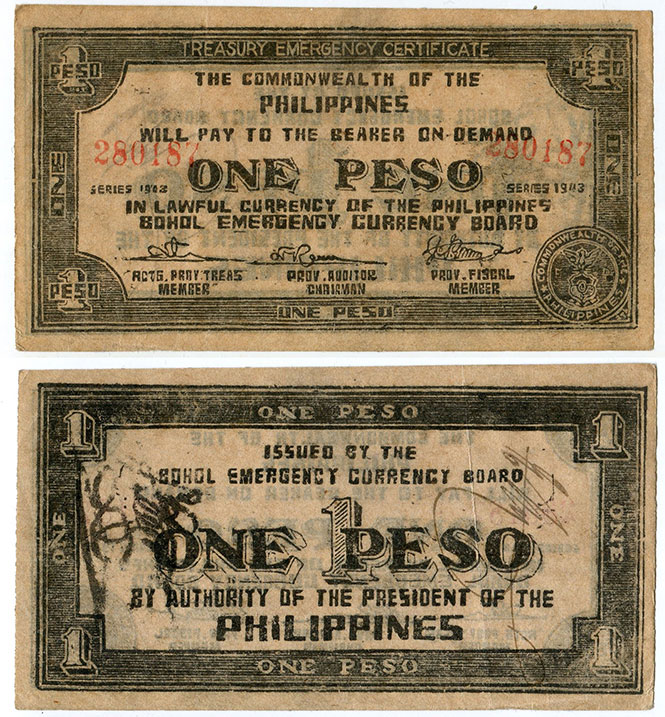 TREASURY EMERGENCY CERTIFICATE
1 PESO
1 PESO
THE COMMONWEALTH OF THE
PHILIPPINES
WILL PAY TO THE BEARER ON DEMAND
280187
280187
ONE PESO
ONE
ONE
SERIES 1943
SERIES 1943
IN LAWFUL CURRENCY OF THE PHILIPPINES
BOHOL EMERGENCY CURRENCY BOARD
"ACTG. PROV TREAS
MEMBER"
PROV. AUDITOR
CHAIRMAN
PROV. FISCAL
MEMBER
COMMONWEALTH OF THE
PHILIPPINES
1 PESO
ONE PESO
ONE PESO
1
1
ISSUED BY THE
BOHOL EMERGENCY CURRENCY BOARD
ONE
ONE
ONE 1 PESO
BY AUTHORITY OF THE PRESIDENT OF THE
PHILIPPINES
1
1
ONE PESO